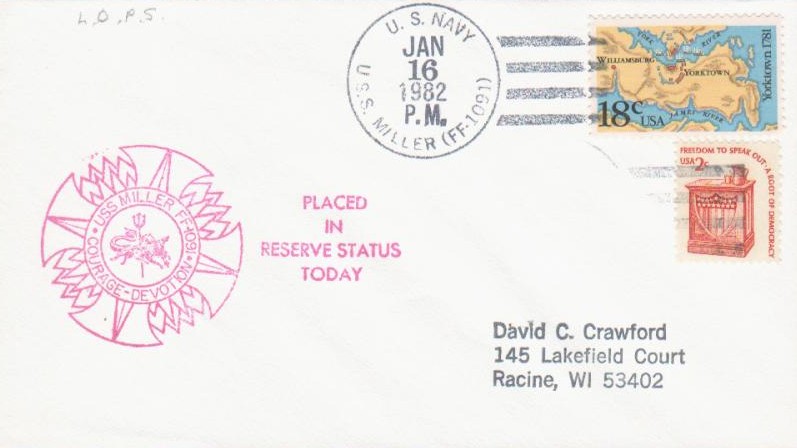 L.D.P.S.
U. S. NAVY
JAN
16
1982
P.M.
U.S.S. MILLER (FF-1091)
YORK RIVER
WILLIAMSBURG
YORKTOWN
JAMES RIVER
18c USA
YORKTOWN 1781
FREEDOM TO SPEAK OUT-A ROOT OF DEMOCRACY
USA 2c
• USS MILLER FF-1091 •
COURAGE-DEVOTION
PLACED
IN
RESERVE STATUS
TODAY
David C. Crawford
145 Lakefield Court
Racine, WI 53402